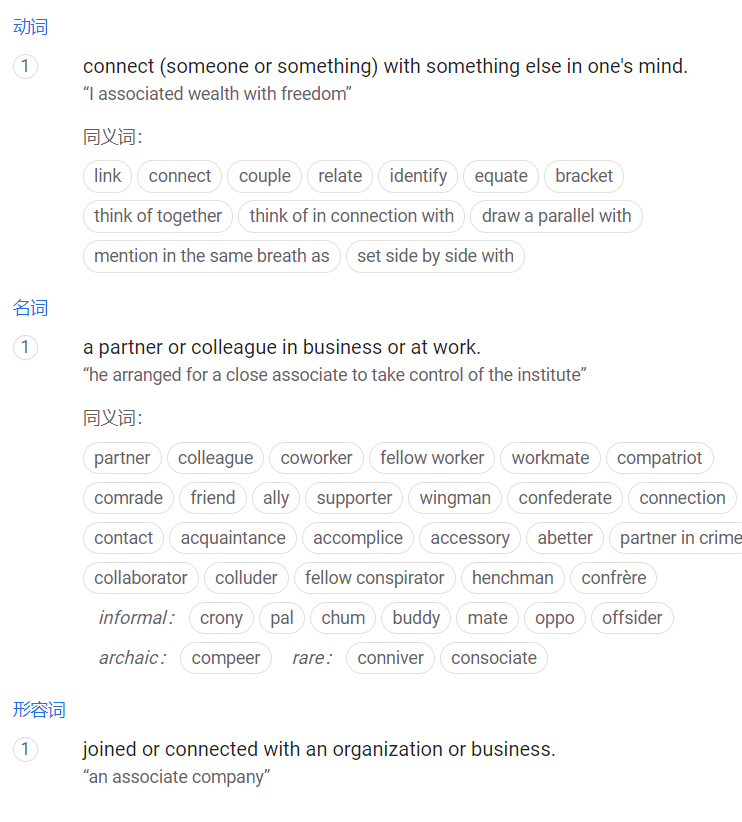 动词
1 connect (someone or something) with something else in one's mind.
“I associated wealth with freedom”
同义词：
link connect couple relate identify equate bracket
think of together think of in connection with draw a parallel with
mention in the same breath as set side by side with
名词
1 a partner or colleague in business or at work.
“he arranged for a close associate to take control of the institute”
同义词：
partner colleague coworker fellow worker workmate compatriot
comrade friend ally supporter wingman confederate connection
contact acquaintance accomplice accessory abetter partner in crime
collaborator colluder fellow conspirator henchman confrère
informal： crony pal chum buddy mate oppo offsider
archaic： compeer rare： conniver consociate
形容词
1 joined or connected with an organization or business.
“an associate company”